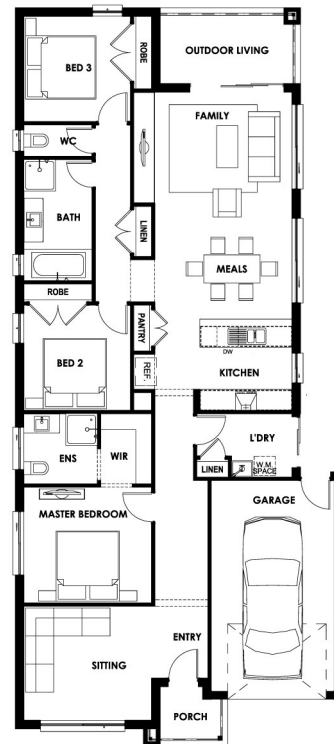 ROBE
BED 3
OUTDOOR LIVING
FAMILY
WC
BATH
LINEN
MEALS
ROBE
PANTRY
BED 2
REF.
DW
KITCHEN
ENS
WIR
L'DRY
LINEN
W.M.
SPACE
GARAGE
MASTER BEDROOM
ENTRY
SITTING
PORCH